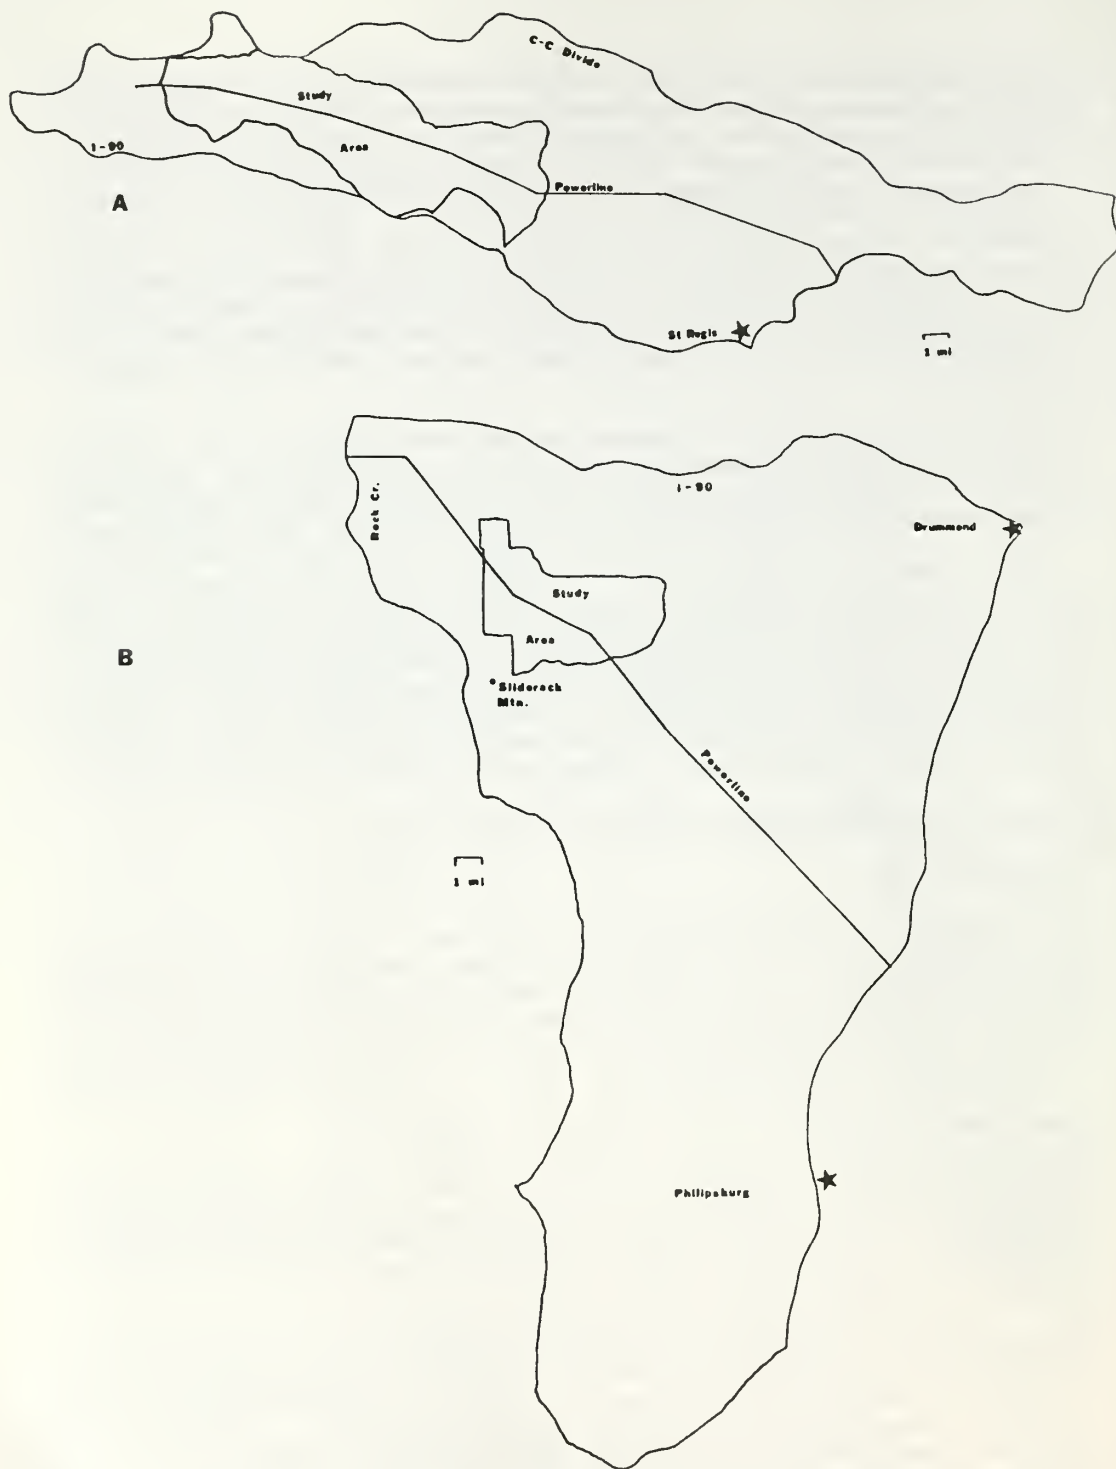 C-C Divide
Study
Area
I-90
A
Powerline
St Regis
1 mi
I-90
Rock Cr.
Drummond
Study
Area
B
Sliderock
Mtn.
Powerline
1 mi
Philipsburg